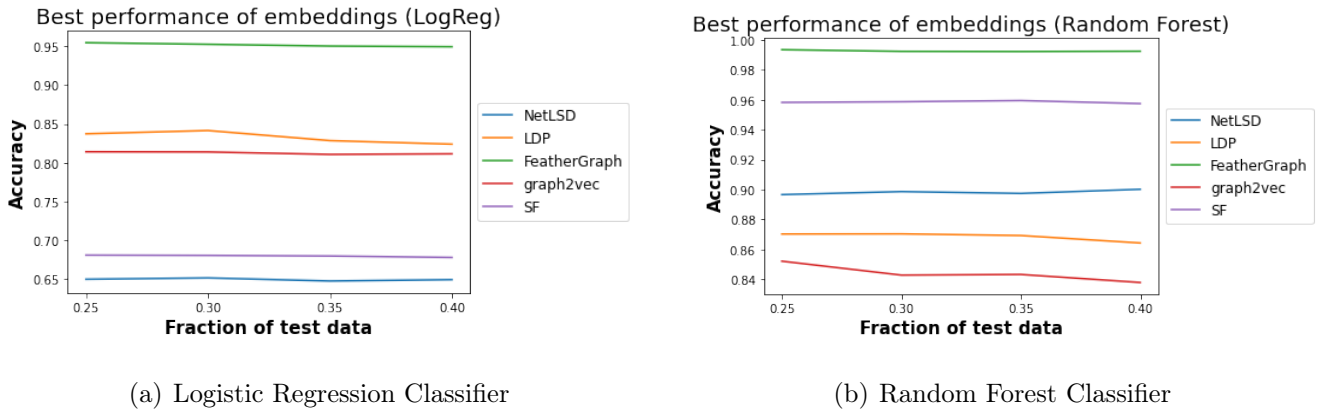 Best performance of embeddings (LogReg)
0.95
0.90
0.85
0.80
0.75
0.70
0.65
Accuracy
0.25 0.30 0.35 0.40
Fraction of test data
NetLSD
LDP
FeatherGraph
graph2vec
SF
(a) Logistic Regression Classifier
Best performance of embeddings (Random Forest)
1.00
0.98
0.96
0.94
0.92
0.90
0.88
0.86
0.84
Accuracy
0.25 0.30 0.35 0.40
Fraction of test data
NetLSD
LDP
FeatherGraph
graph2vec
SF
(b) Random Forest Classifier